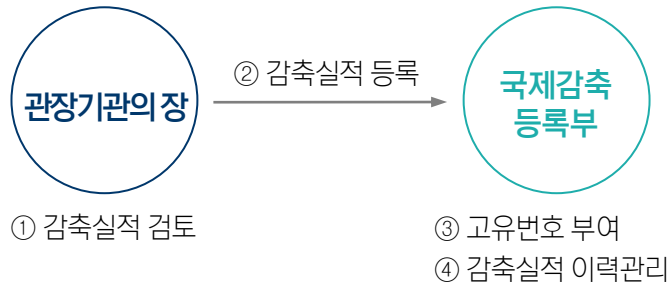 관장기관의 장
② 감축실적 등록
국제감축
등록부
① 감축실적 검토
③ 고유번호 부여
④ 감축실적 이력관리